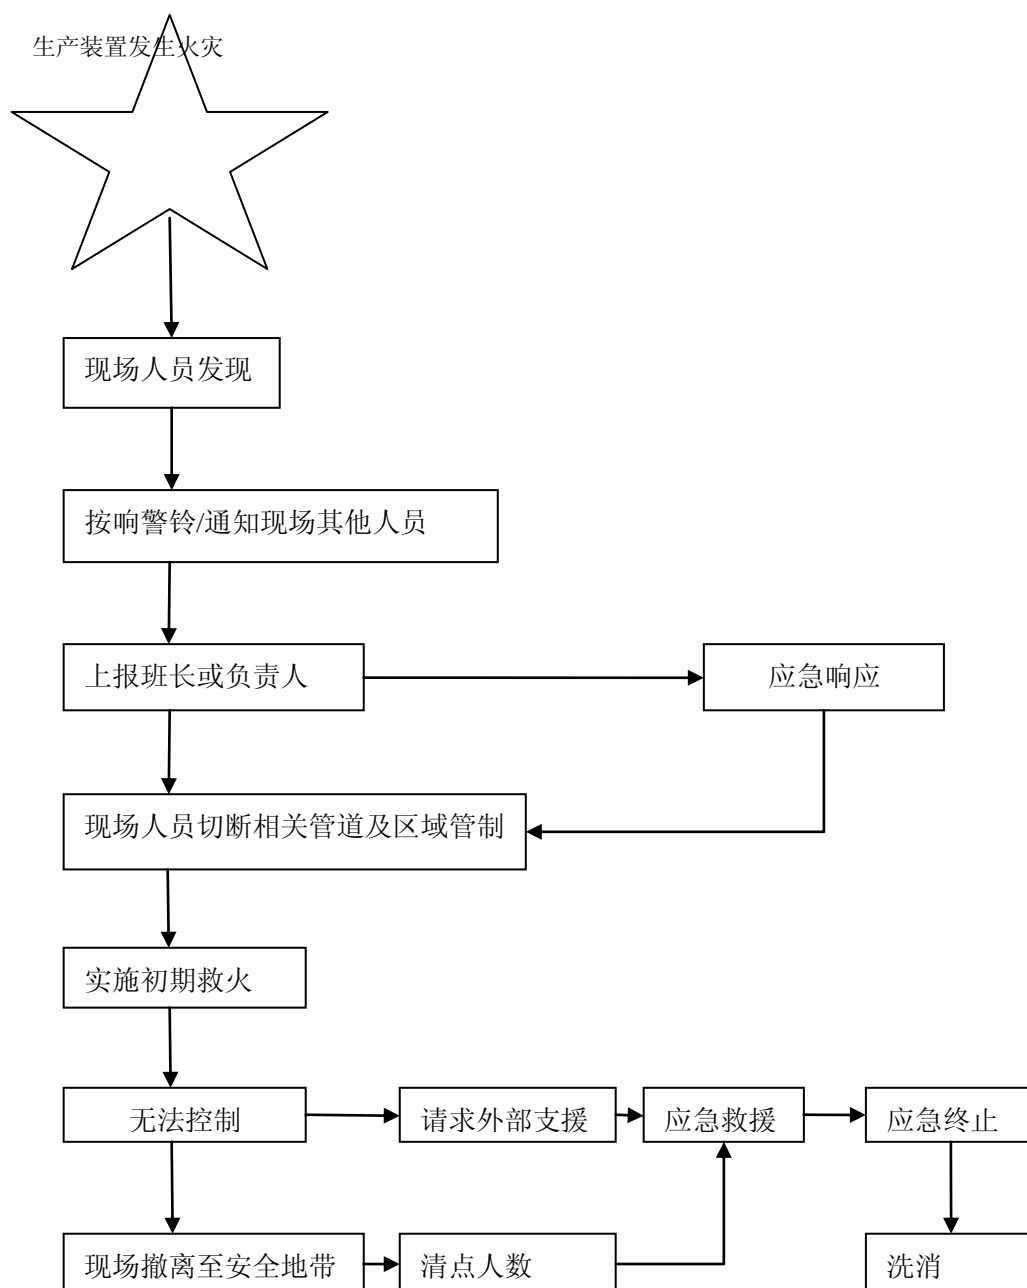 生产装置发生火灾
现场人员发现
按响警铃/通知现场其他人员
上报班长或负责人
应急响应
现场人员切断相关管道及区域管制
实施初期救火
无法控制
请求外部支援
应急救援
应急终止
现场撤离至安全地带
清点人数
洗消